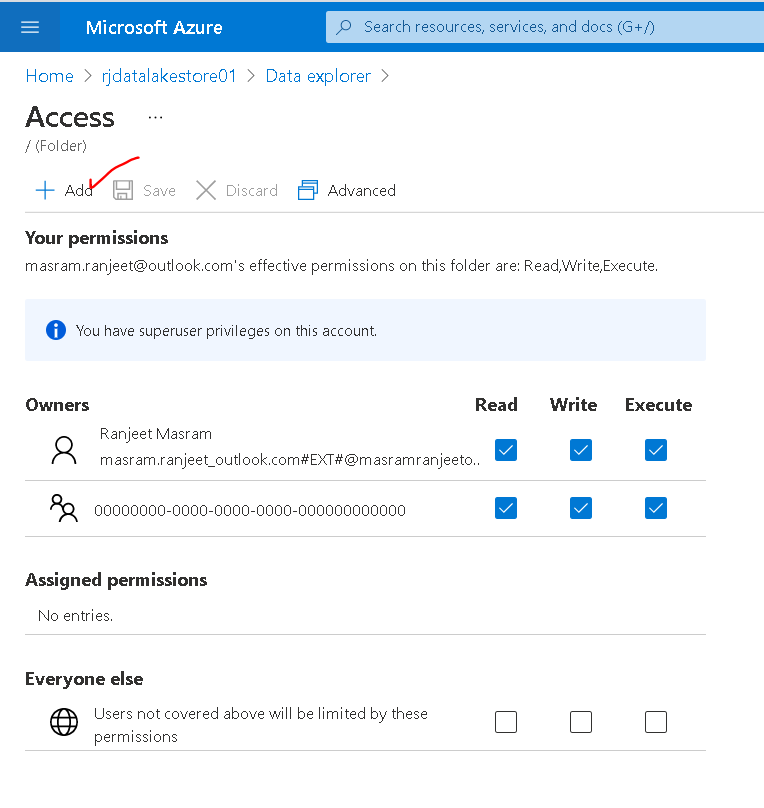 Microsoft Azure
Search resources, services, and docs (G+/)
Home > rjdatalakestore01 > Data explorer >
Access ...
/ (Folder)
Add Save Discard Advanced
Your permissions
masram.ranjeet@outlook.com's effective permissions on this folder are: Read,Write,Execute.
You have superuser privileges on this account.
Owners Read Write Execute
Ranjeet Masram
masram.ranjeet_outlook.com#EXT#@masramranjeeto..
00000000-0000-0000-0000-000000000000
Assigned permissions
No entries.
Everyone else
Users not covered above will be limited by these
permissions